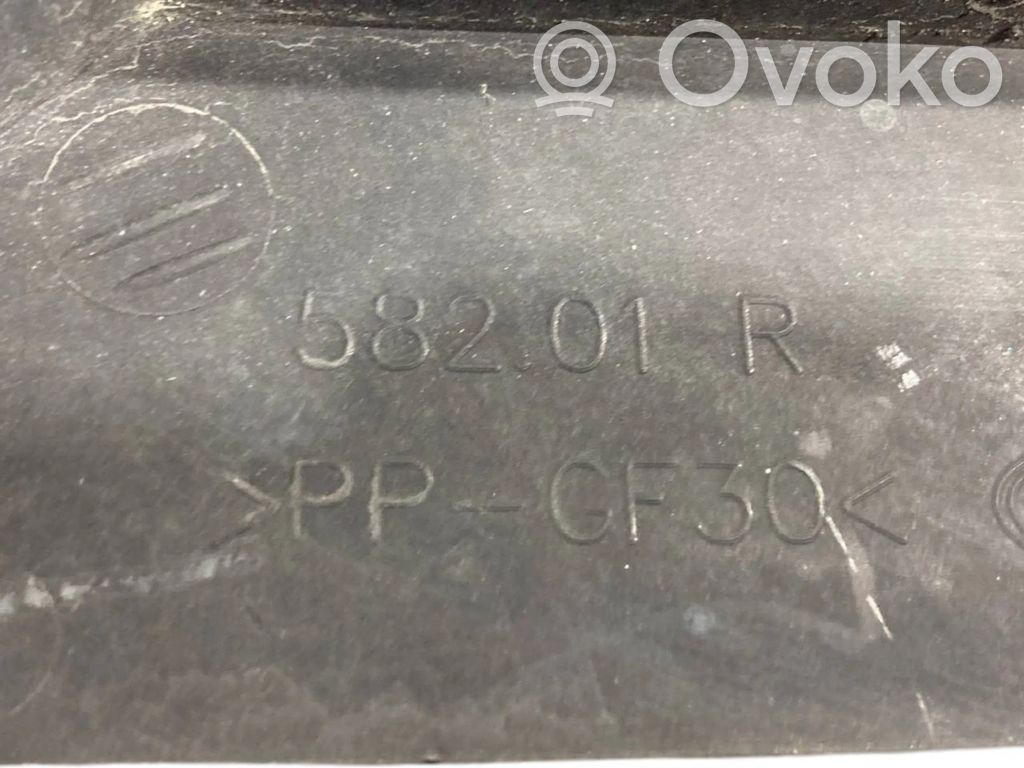 Ovoko
582.01 R
>PP-GF30<